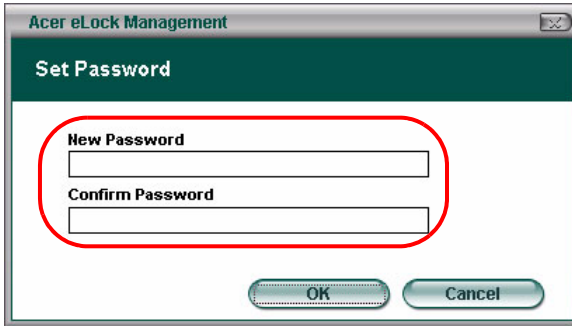 Acer eLock Management
Set Password
New Password
Confirm Password
OK Cancel